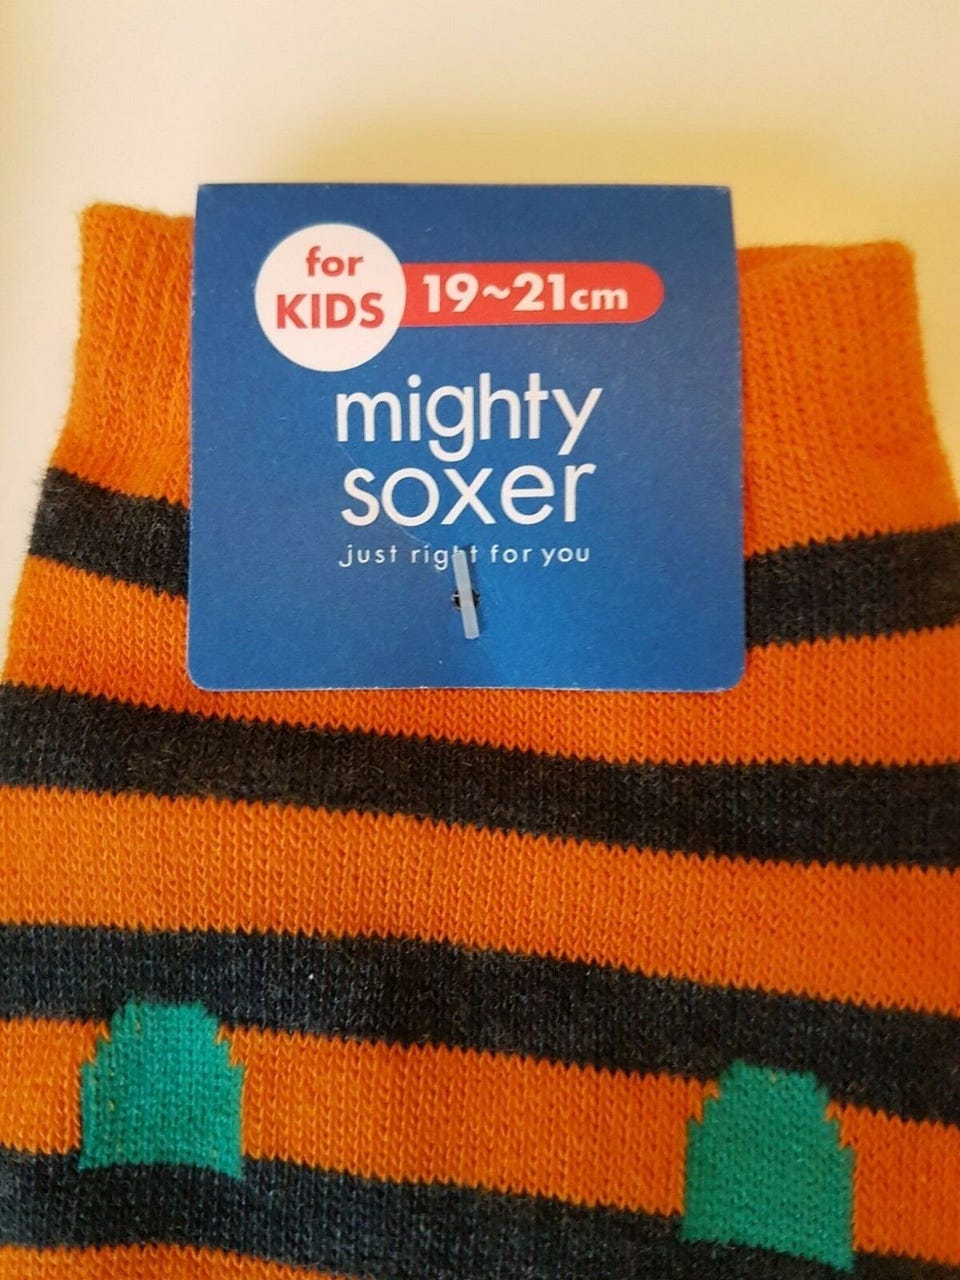 for
KIDS
19~21cm
mighty
soxer
just right for you